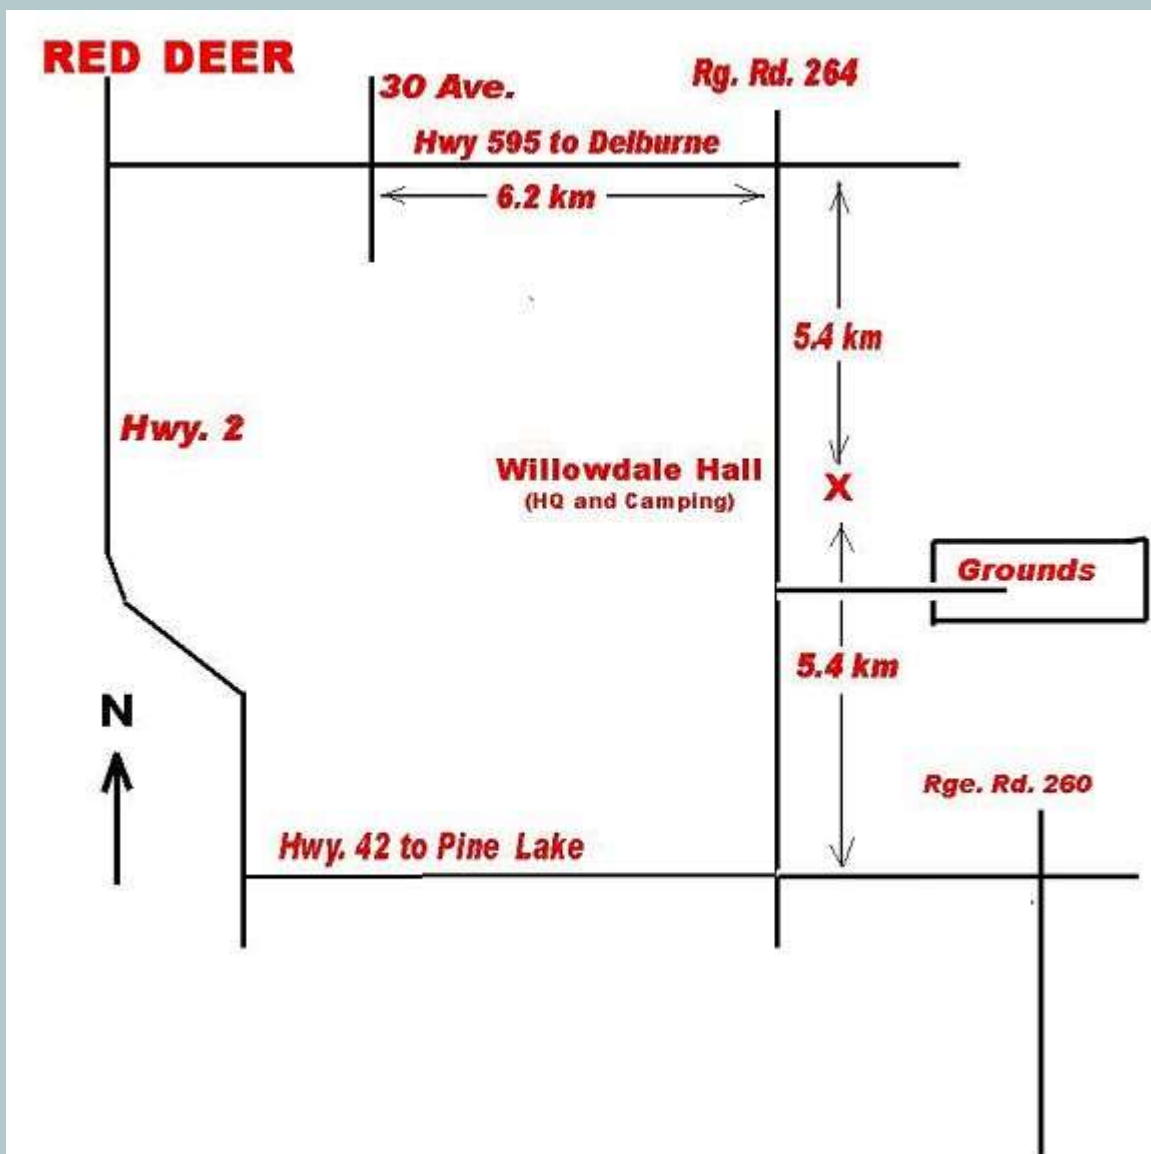 RED DEER
30 Ave.
Rg. Rd. 264
Hwy 595 to Delburne
6.2 km
5.4 km
Hwy. 2
Willowdale Hall
X
(HQ and Camping)
Grounds
5.4 km
N
Rge. Rd. 260
Hwy. 42 to Pine Lake